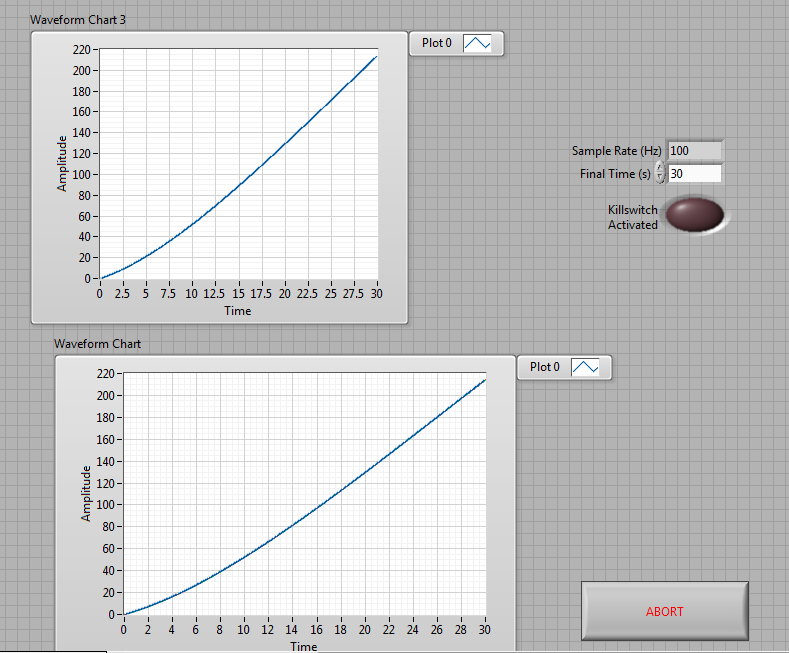 Waveform Chart 3
Plot 0
220
200
180
160
140
120
100
80
60
40
20
0
Amplitude
0 2.5 5 7.5 10 12.5 15 17.5 20 22.5 25 27.5 30
Time
Sample Rate (Hz) 100
Final Time (s) 30
Killswitch
Activated
Waveform Chart
Plot 0
220
200
180
160
140
120
100
80
60
40
20
0
Amplitude
0 2 4 6 8 10 12 14 16 18 20 22 24 26 28 30
Time
ABORT